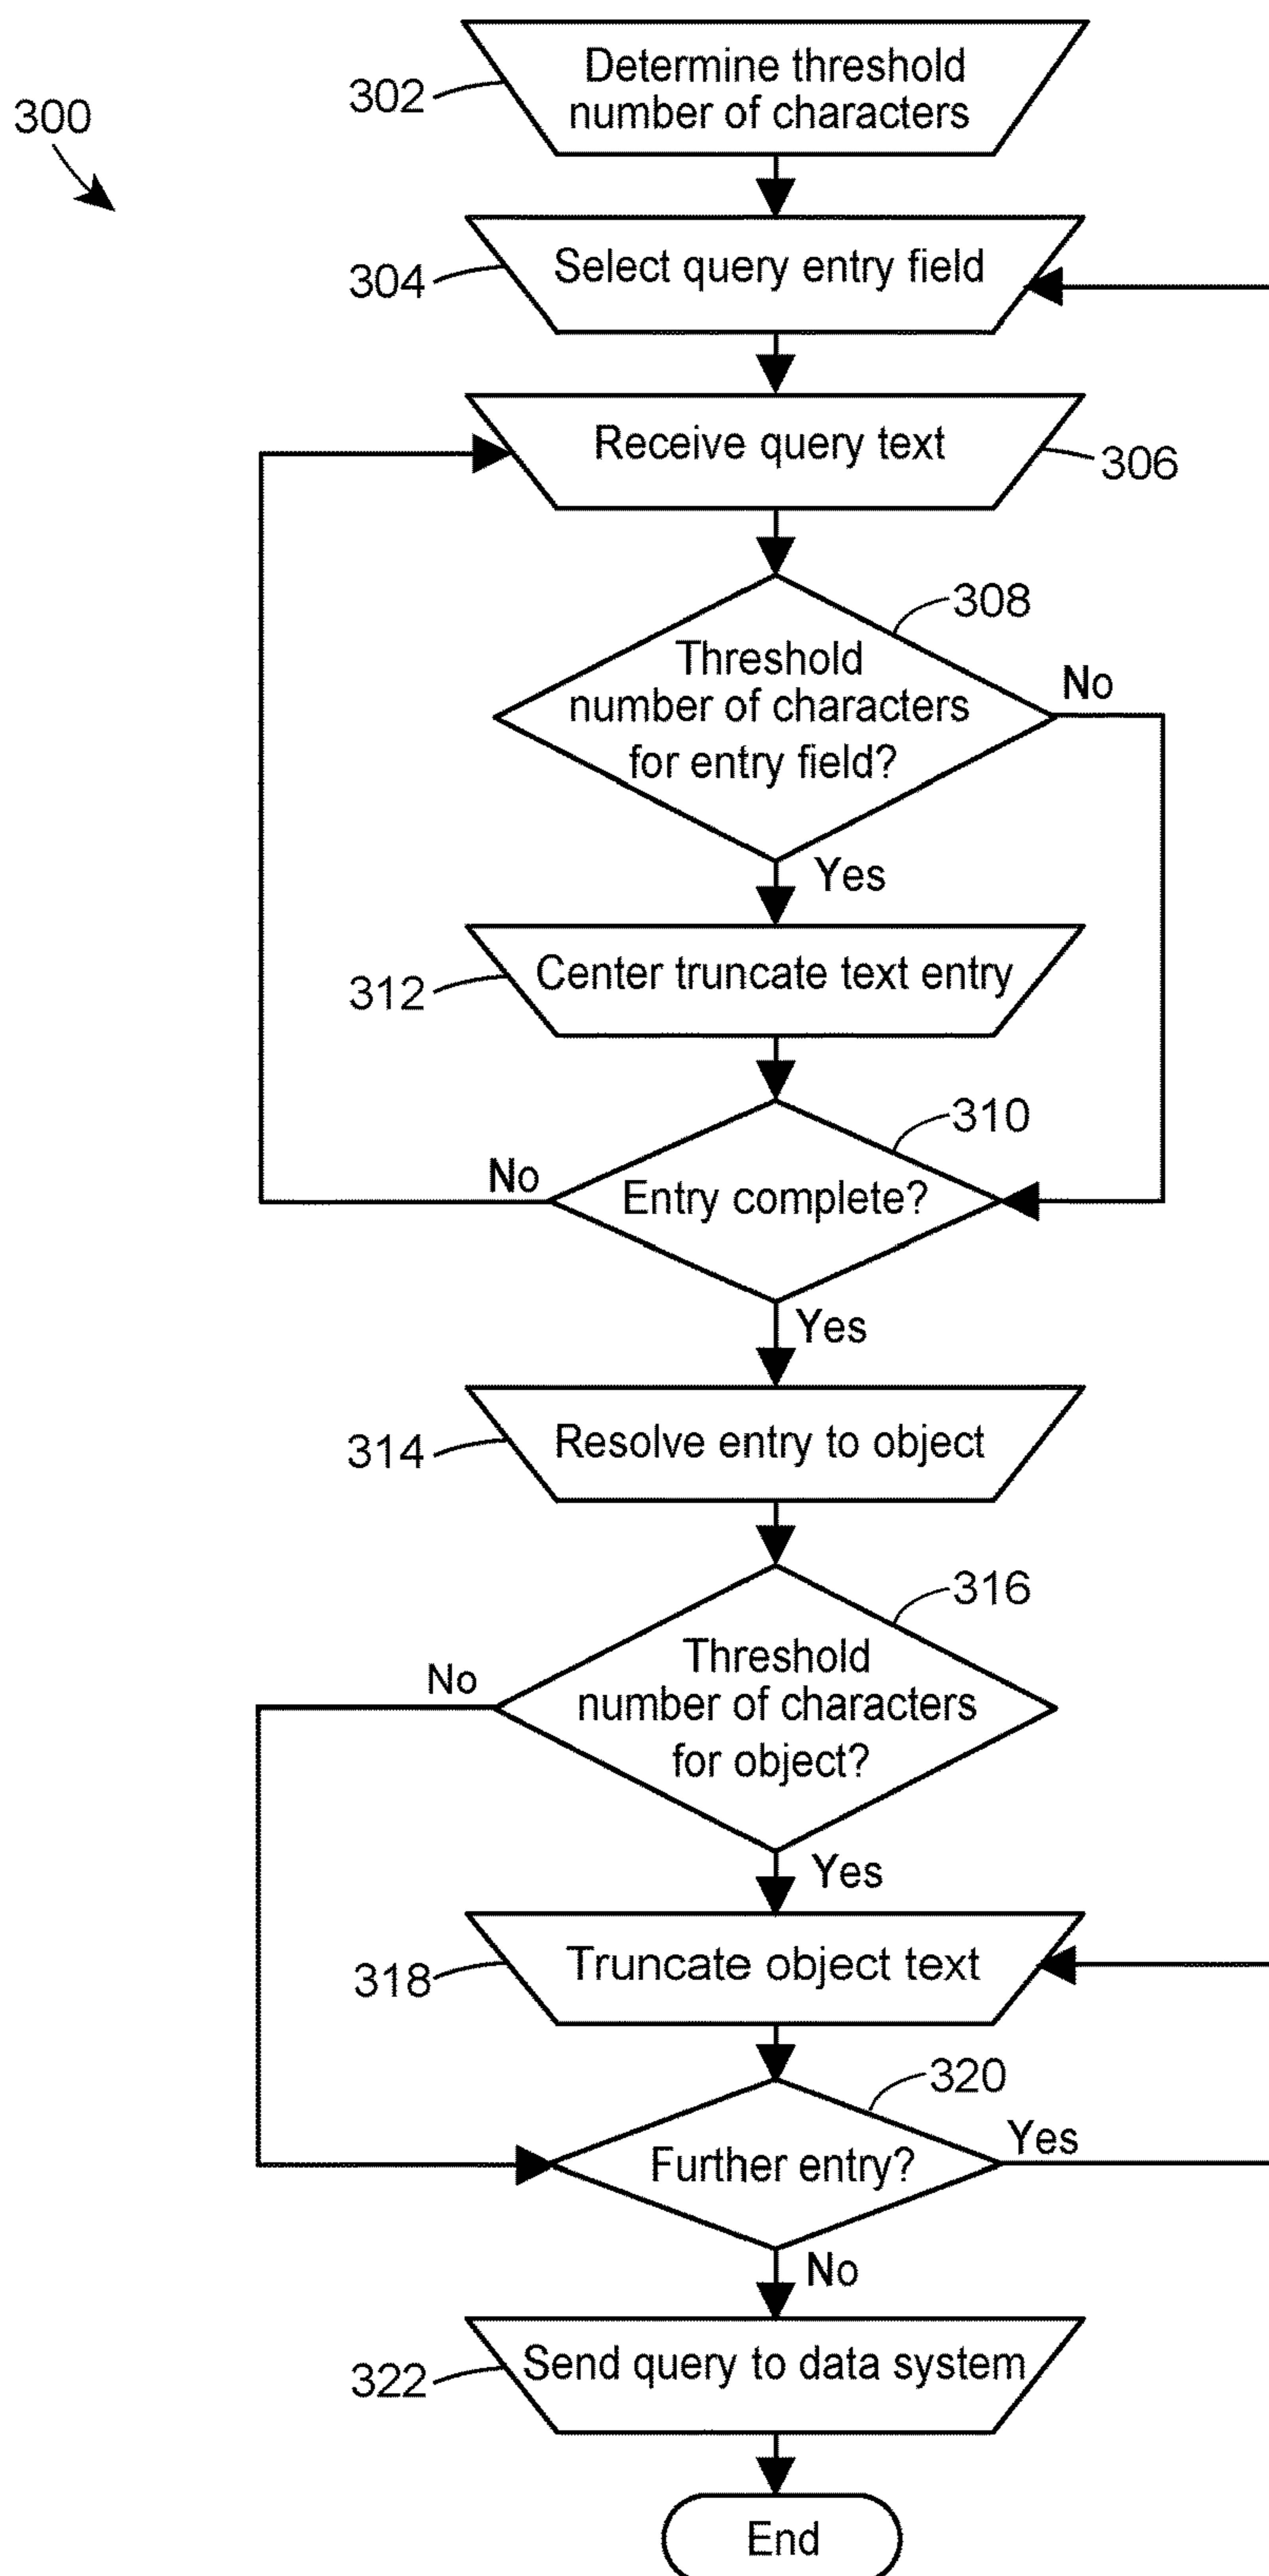 300
302
Determine threshold
number of characters
304
Select query entry field
Receive query text
306
308
Threshold
number of characters
for entry field?
No
Yes
312
Center truncate text entry
310
No
Entry complete?
Yes
314
Resolve entry to object
316
Threshold
number of characters
for object?
No
Yes
318
Truncate object text
320
Further entry?
Yes
No
322
Send query to data system
End